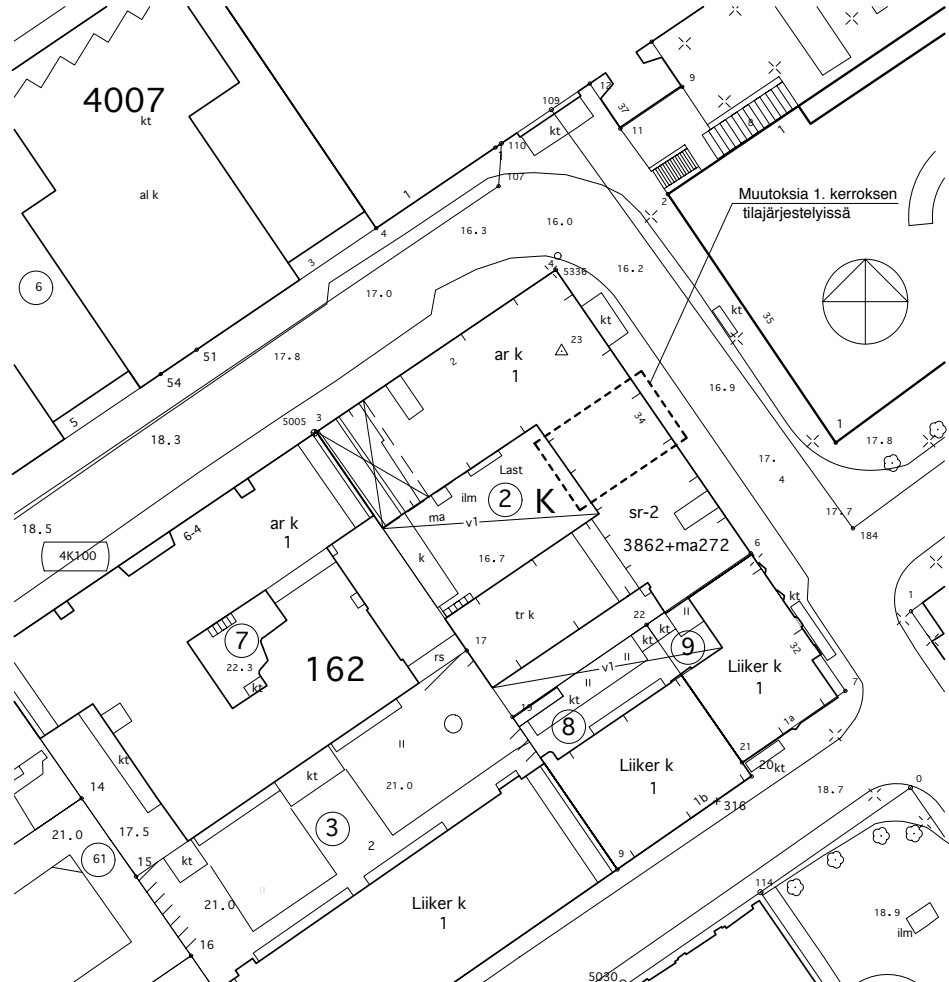 4007
kt
al k
6
5
3
1
4
51
54
109
110
1
107
12
37
11
9
kt
8
1
2
Muutoksia 1. kerroksen
tilajärjestelyissä
16.0
16.3
16.2
17.0
17.8
18.3
18.5
4K100
4
5336
kt
23
ar k
1
2
34
kt
35
16.9
1
17.8
17.
4
17.7
184
5005
3
6-4
ar k
1
Last
ilm
2
K
ma
v1
k
16.7
sr-2
3862+ma272
6
tr k
kt
1
7
22.3
kt
162
17
rs
22
kt
kt
II
9
v1
II
II
kt
19
8
Liiker k
1
32
7
1a
21
20
kt
Liiker k
1
1b
316
9
18.7
0
114
18.9
ilm
14
kt
17.5
21.0
61
15
kt
21.0
16
II
kt
II
21.0
3
2
Liiker k
1
5030